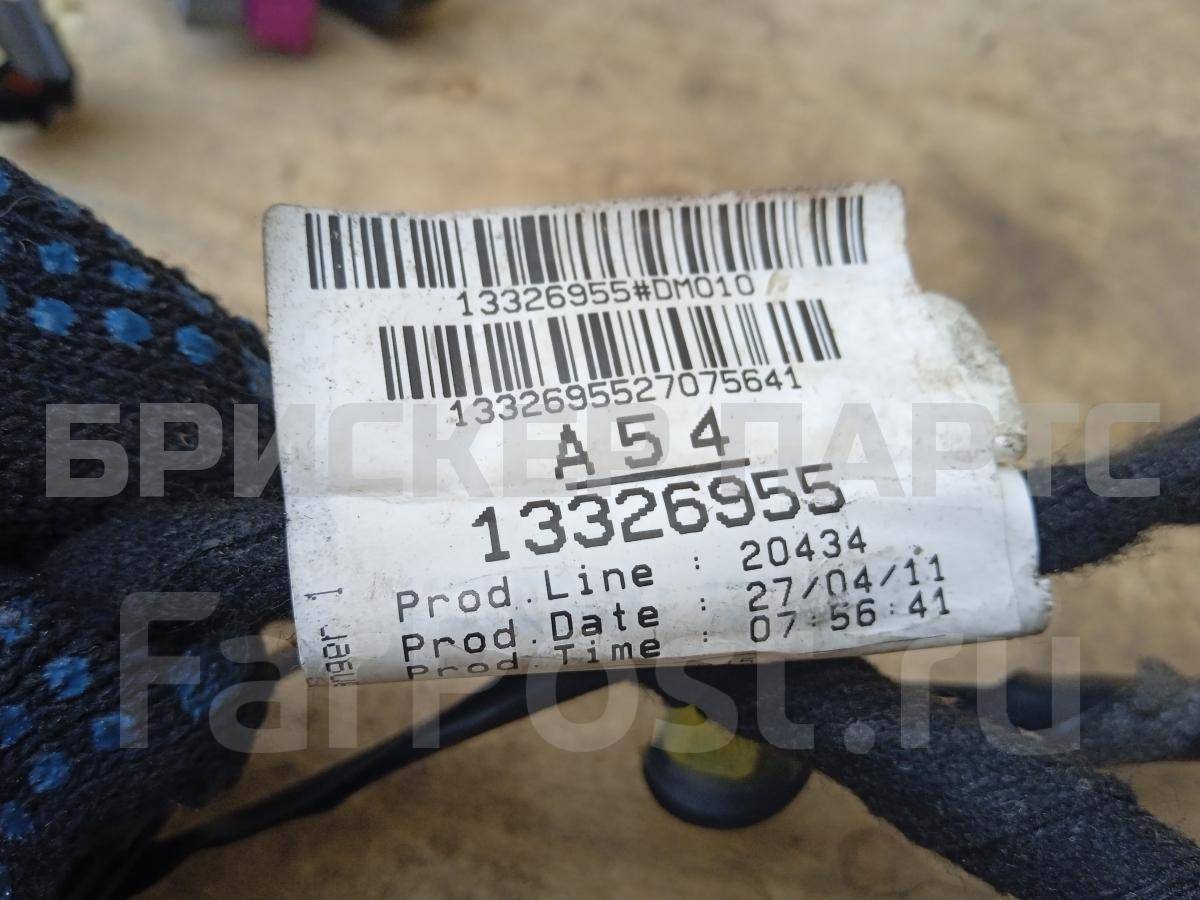 13326955#DM010
1332695527075641
A54
13326955
Prod.Line : 20434
Prod.Date : 27/04/11
Prod.Time : 07:56:41
БРИСКЕР ПАРТС
FarPost.ru